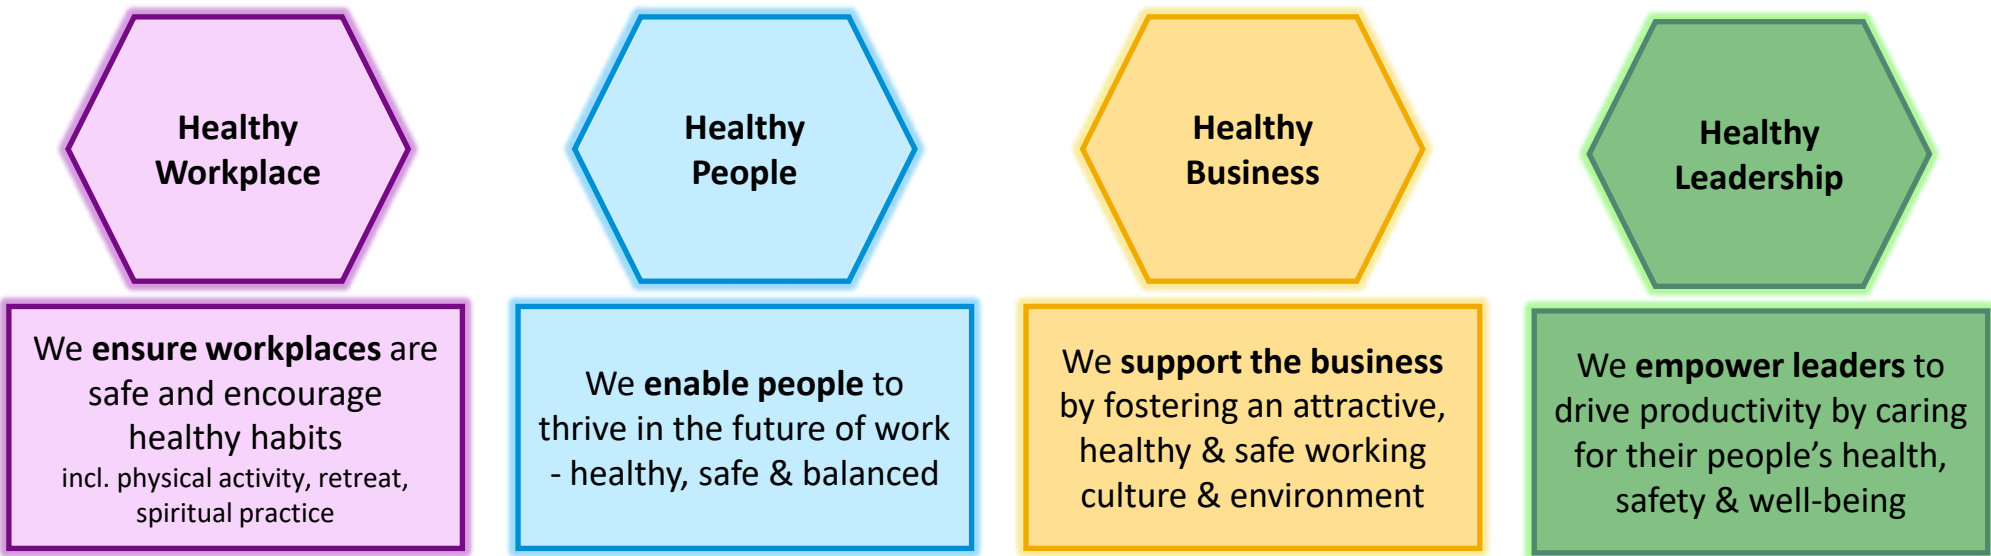 Healthy
Workplace
Healthy
People
Healthy
Business
Healthy
Leadership
We ensure workplaces are
safe and encourage
healthy habits
incl. physical activity, retreat,
spiritual practice
We enable people to
thrive in the future of work
- healthy, safe & balanced
We support the business
by fostering an attractive,
healthy & safe working
culture & environment
We empower leaders to
drive productivity by caring
for their people’s health,
safety & well-being